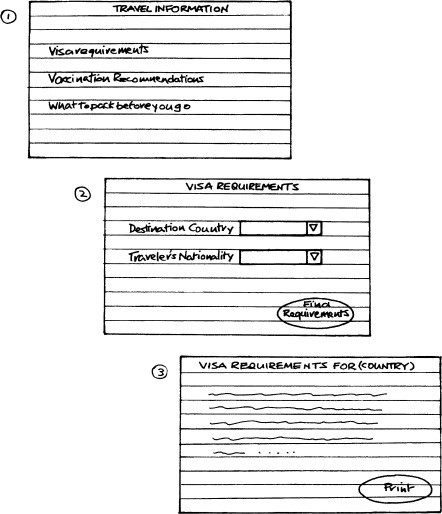 1
TRAVEL INFORMATION
Visa requirements
Vaccination Recommendations
What to pack before you go
2
VISA REQUIREMENTS
Destination Country
Traveler's Nationality
Find
Requirements
3
VISA REQUIREMENTS FOR (COUNTRY)
Print